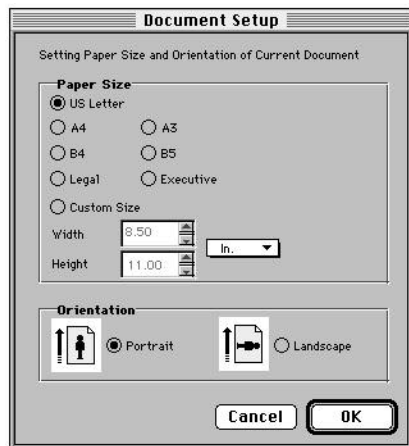 Document Setup
Setting Paper Size and Orientation of Current Document
Paper Size
US Letter
A4 A3
B4 B5
Legal Executive
Custom Size
Width 8.50
In.
Height 11.00
Orientation
Portrait Landscape
Cancel OK